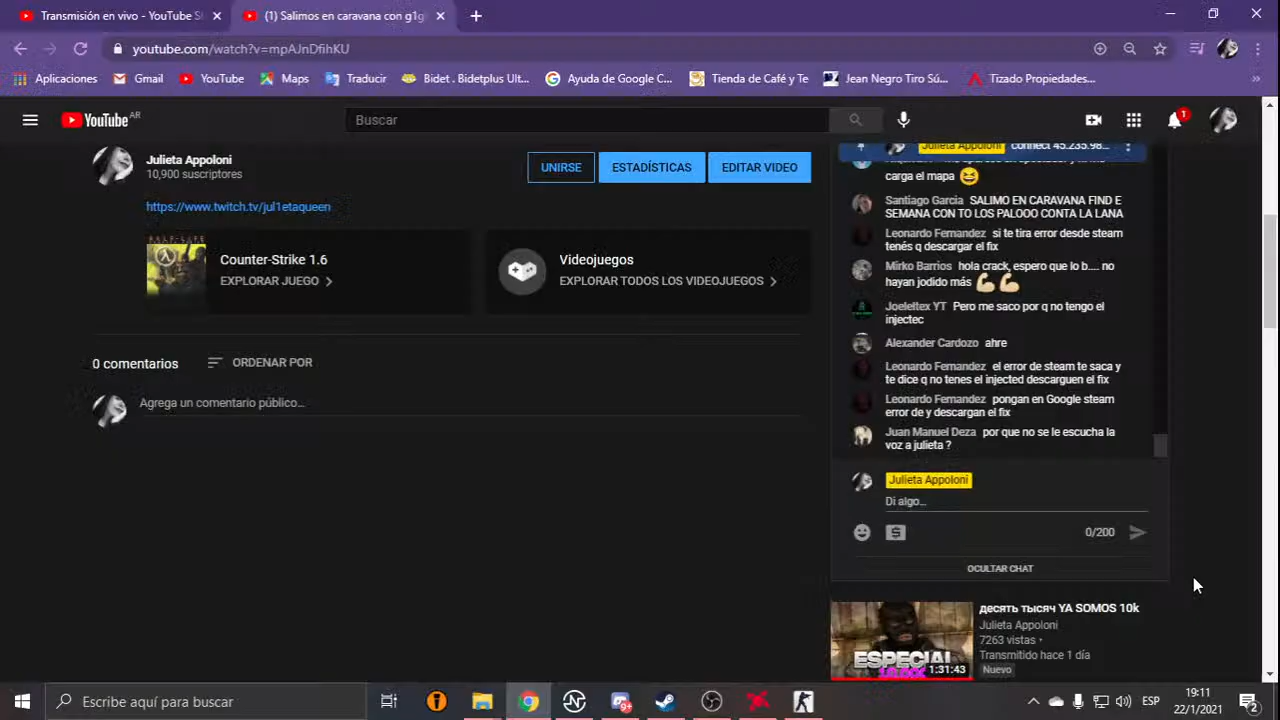 Transmisión en vivo - YouTube S
(1) Salimos en caravana con g1g
youtube.com/watch?v=mpAJnDfihKU
Aplicaciones
Gmail
YouTube
Maps
Traducir
Bidet . Bidetplus Ult...
Ayuda de Google C...
Tienda de Café y Te
Jean Negro Tiro Sú...
Tizado Propiedades...
YouTube AR
Buscar
1
Julieta Appoloni
10,900 suscriptores
UNIRSE
ESTADÍSTICAS
EDITAR VIDEO
https://www.twitch.tv/jul1etaqueen
Counter-Strike 1.6
EXPLORAR JUEGO
Videojuegos
EXPLORAR TODOS LOS VIDEOJUEGOS
0 comentarios
ORDENAR POR
Agrega un comentario público...
Julieta Appoloni connect 45.235.98...
carga el mapa
Santiago Garcia SALIMO EN CARAVANA FIND E
SEMANA CON TO LOS PALOOO CONTA LA LANA
Leonardo Fernandez si te tira error desde steam
tenés q descargar el fix
Mirko Barrios hola crack, espero que lo b.... no
hayan jodido más
Joeleltex YT Pero me saco por q no tengo el
injectec
Alexander Cardozo ahre
Leonardo Fernandez el error de steam te saca y
te dice q no tenes el injected descarguen el fix
Leonardo Fernandez pongan en Google steam
error de y descargan el fix
Juan Manuel Deza por que no se le escucha la
voz a julieta ?
Julieta Appoloni
Di algo...
0/200
OCULTAR CHAT
ESPECIAL
1:31:43
десять тысяч YA SOMOS 10k
Julieta Appoloni
7263 vistas •
Transmitido hace 1 día
Nuevo
Escribe aquí para buscar
ESP
19:11
22/1/2021
2